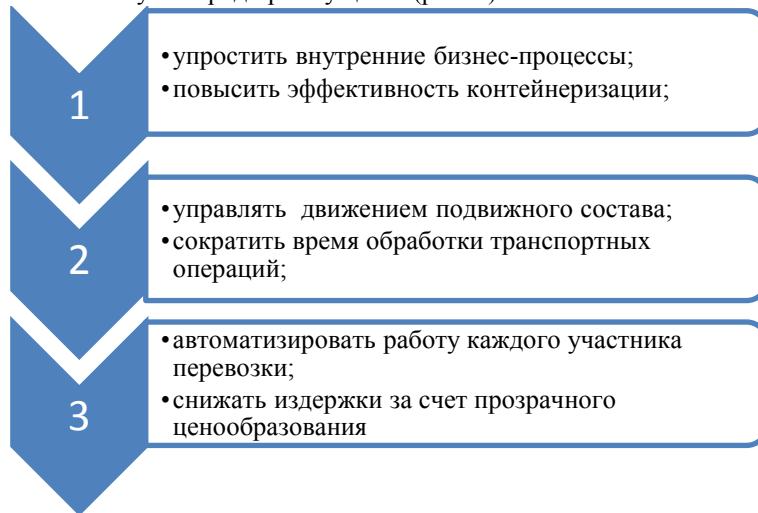 1
•упростить внутренние бизнес-процессы;
•повысить эффективность контейнеризации;
2
•управлять движением подвижного состава;
•сократить время обработки транспортных
операций;
3
•автоматизировать работу каждого участника
перевозки;
•снижать издержки за счет прозрачного
ценообразования